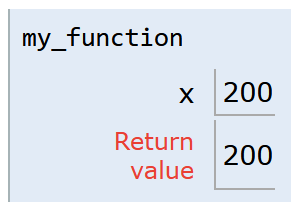 my_function
x 200
Return
value 200